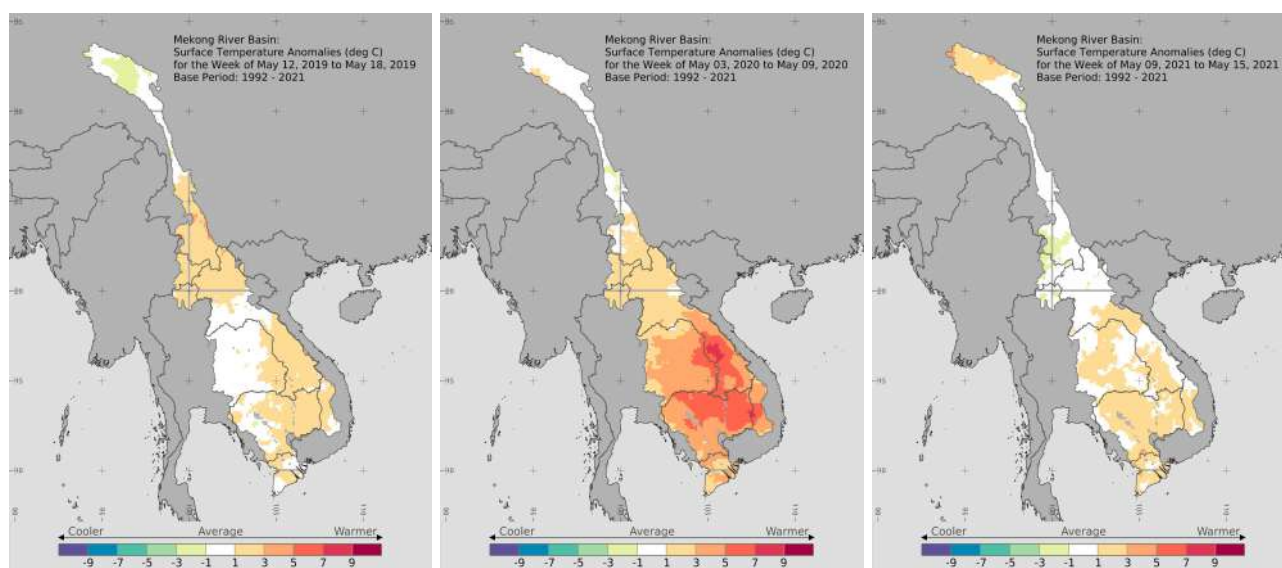 Mekong River Basin:
Surface Temperature Anomalies (deg C)
for the Week of May 12, 2019 to May 18, 2019
Base Period: 1992 - 2021
Cooler Average Warmer
-9 -7 -5 -3 -1 1 3 5 7 9
Mekong River Basin:
Surface Temperature Anomalies (deg C)
for the Week of May 03, 2020 to May 09, 2020
Base Period: 1992 - 2021
Cooler Average Warmer
-9 -7 -5 -3 -1 1 3 5 7 9
Mekong River Basin:
Surface Temperature Anomalies (deg C)
for the Week of May 09, 2021 to May 15, 2021
Base Period: 1992 - 2021
Cooler Average Warmer
-9 -7 -5 -3 -1 1 3 5 7 9